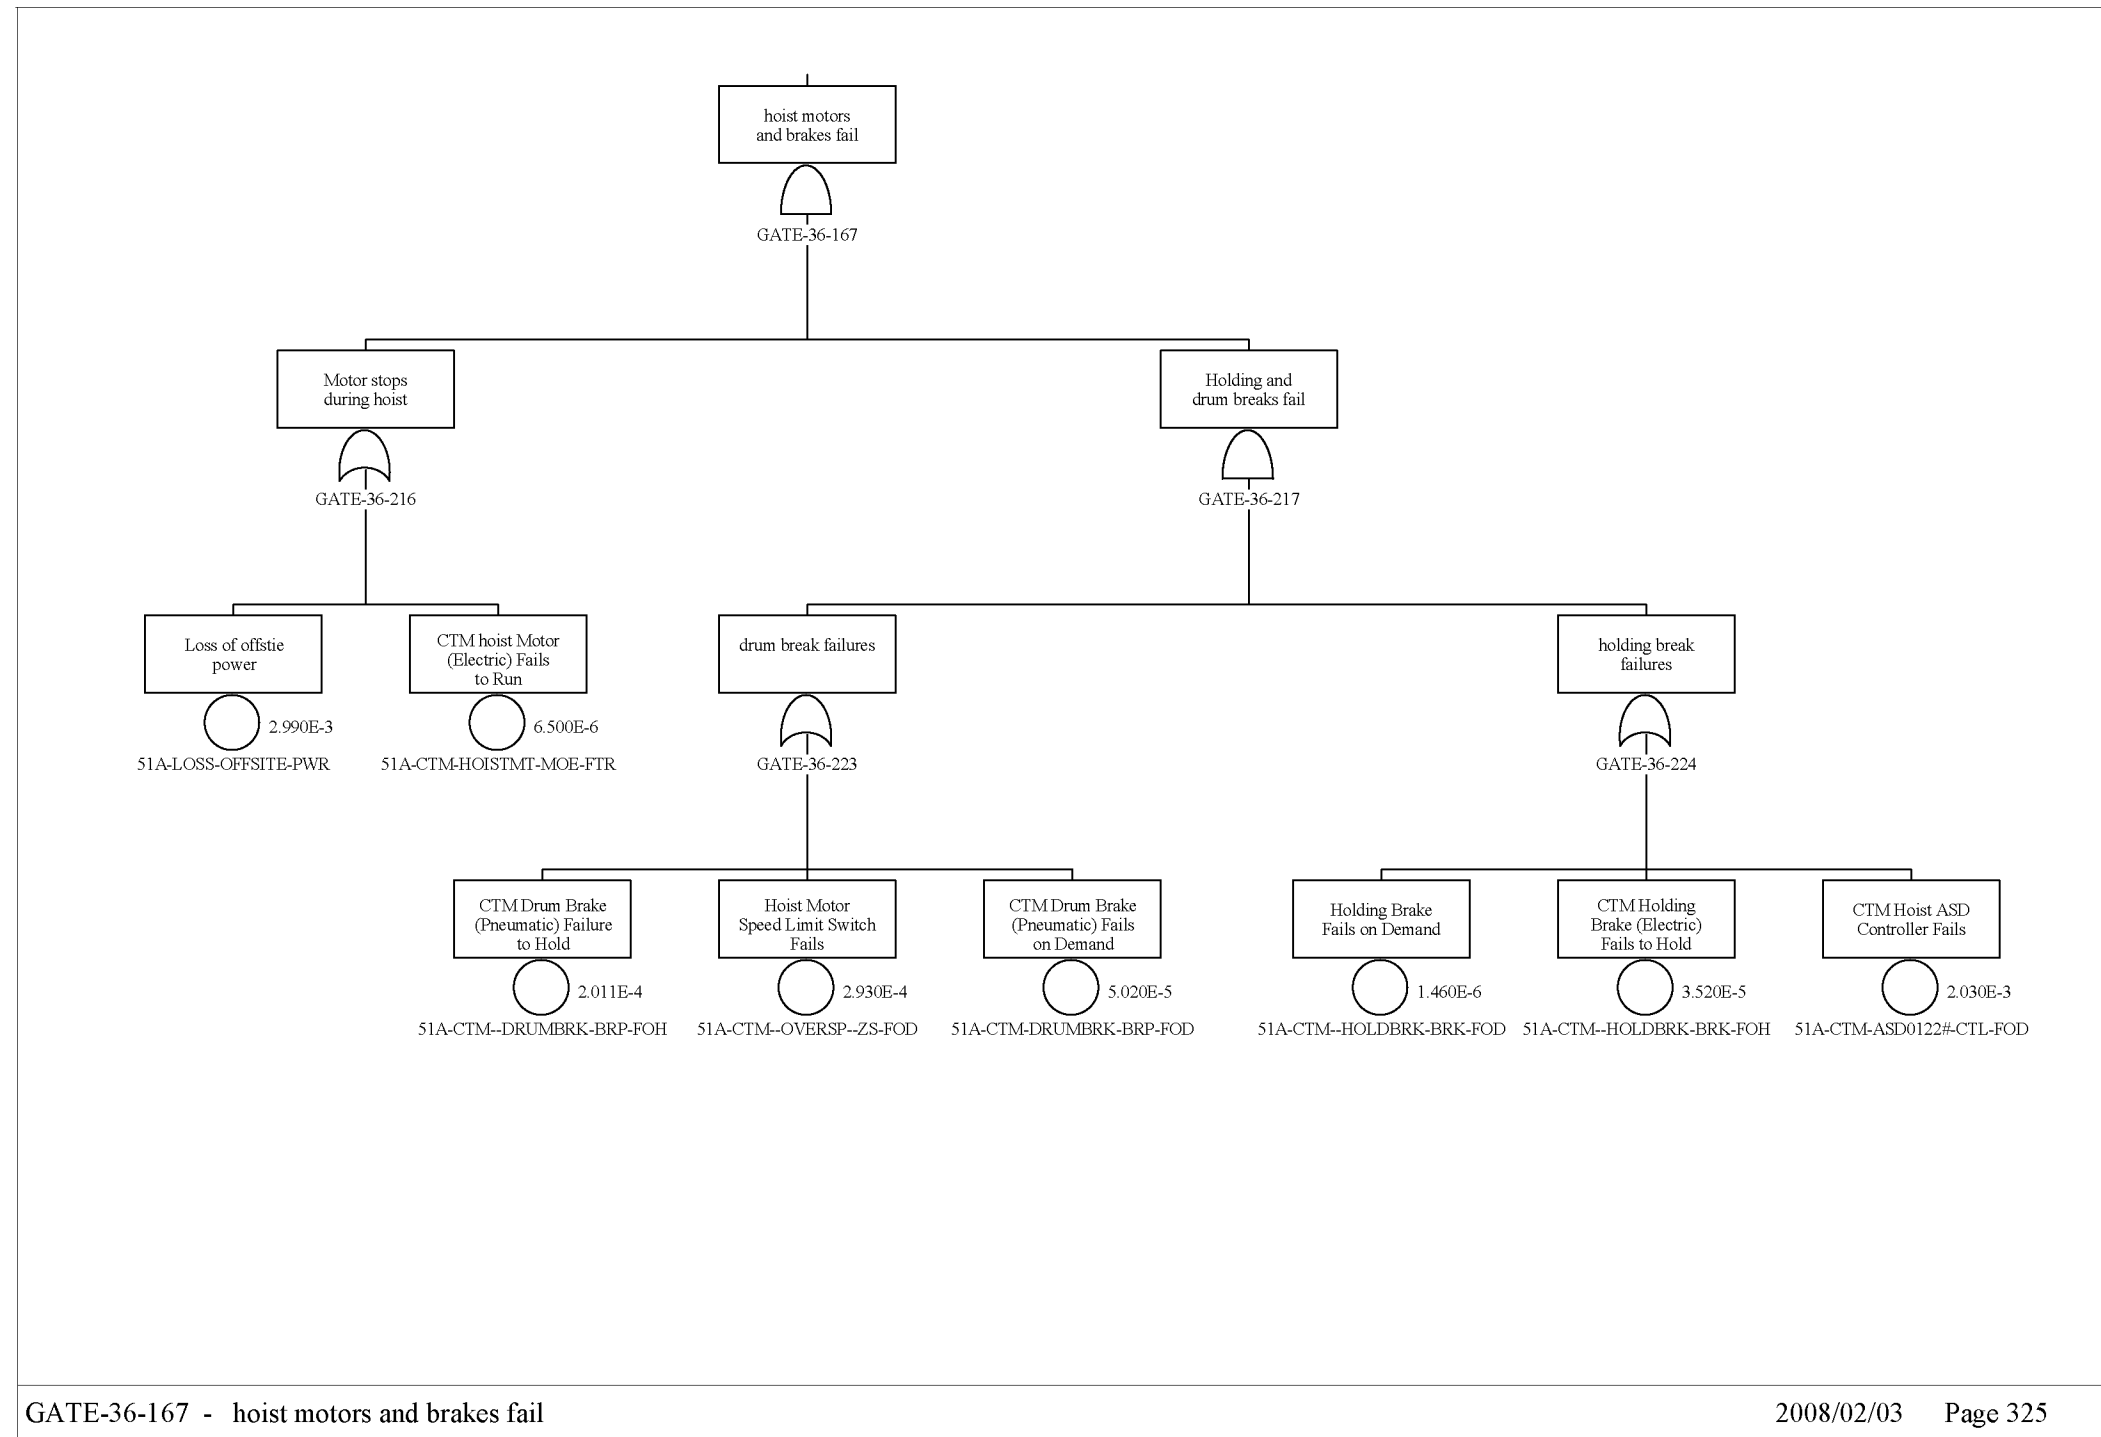 hoist motors
and brakes fail
GATE-36-167
Motor stops
during hoist
GATE-36-216
Holding and
drum breaks fail
GATE-36-217
Loss of offstie
power
2.990E-3
51A-LOSS-OFFSITE-PWR
CTM hoist Motor
(Electric) Fails
to Run
6.500E-6
51A-CTM-HOISTMT-MOE-FTR
drum break failures
GATE-36-223
holding break
failures
GATE-36-224
CTM Drum Brake
(Pneumatic) Failure
to Hold
2.011E-4
51A-CTM--DRUMBRK-BRP-FOH
Hoist Motor
Speed Limit Switch
Fails
2.930E-4
51A-CTM--OVERSP--ZS-FOD
CTM Drum Brake
(Pneumatic) Fails
on Demand
5.020E-5
51A-CTM-DRUMBRK-BRP-FOD
Holding Brake
Fails on Demand
1.460E-6
51A-CTM--HOLDBRK-BRK-FOD
CTM Holding
Brake (Electric)
Fails to Hold
3.520E-5
51A-CTM--HOLDBRK-BRK-FOH
CTM Hoist ASD
Controller Fails
2.030E-3
51A-CTM-ASD0122#-CTL-FOD
GATE-36-167 - hoist motors and brakes fail
2008/02/03 Page 325